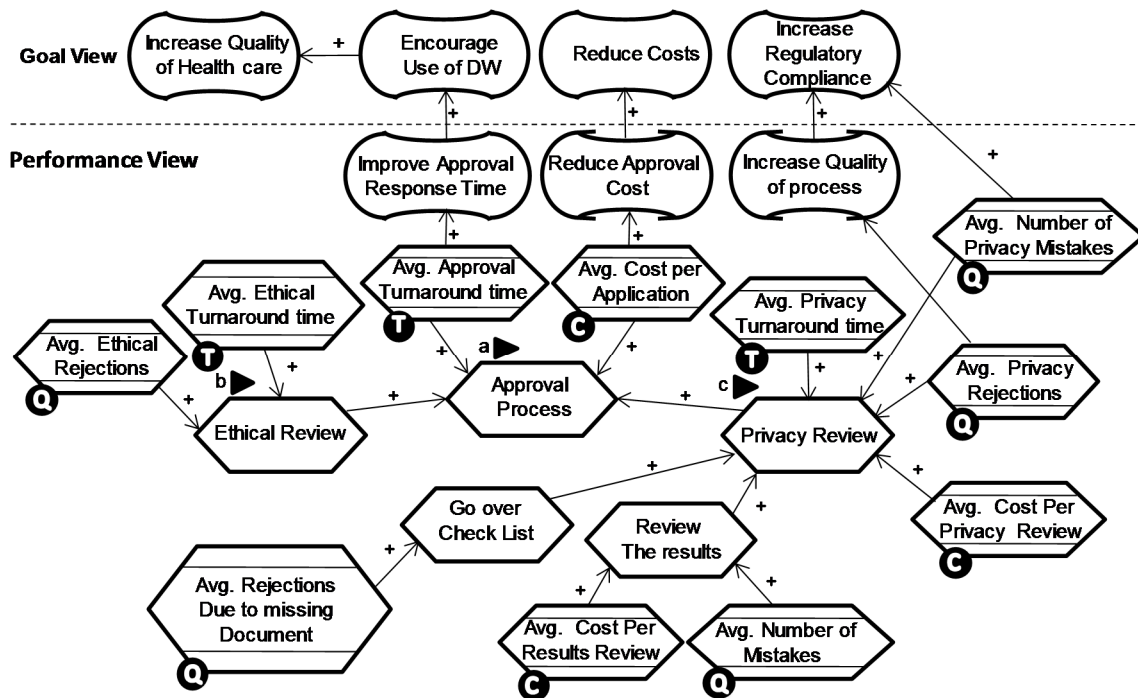 Goal View
Increase Quality
of Health care
+
Encourage
Use of DW
Reduce Costs
Increase
Regulatory
Compliance
+
+
+
+
Performance View
Improve Approval
Response Time
Reduce Approval
Cost
Increase Quality
of process
+
+
+
Avg. Number of
Privacy Mistakes
Q
Avg. Ethical
Turnaround time
T
Avg. Approval
Turnaround time
T
Avg. Cost per
Application
C
Avg. Privacy
Turnaround time
T
+
Avg. Ethical
Rejections
Q
+
+
b
a
+
+
c
+
+
+
Avg. Privacy
Rejections
Q
Ethical Review
+
Approval
Process
+
Privacy Review
+
Go over
Check List
+
Review
The results
+
Avg. Cost Per
Privacy Review
C
Avg. Rejections
Due to missing
Document
Q
+
+
+
Avg. Cost Per
Results Review
C
Avg. Number of
Mistakes
Q